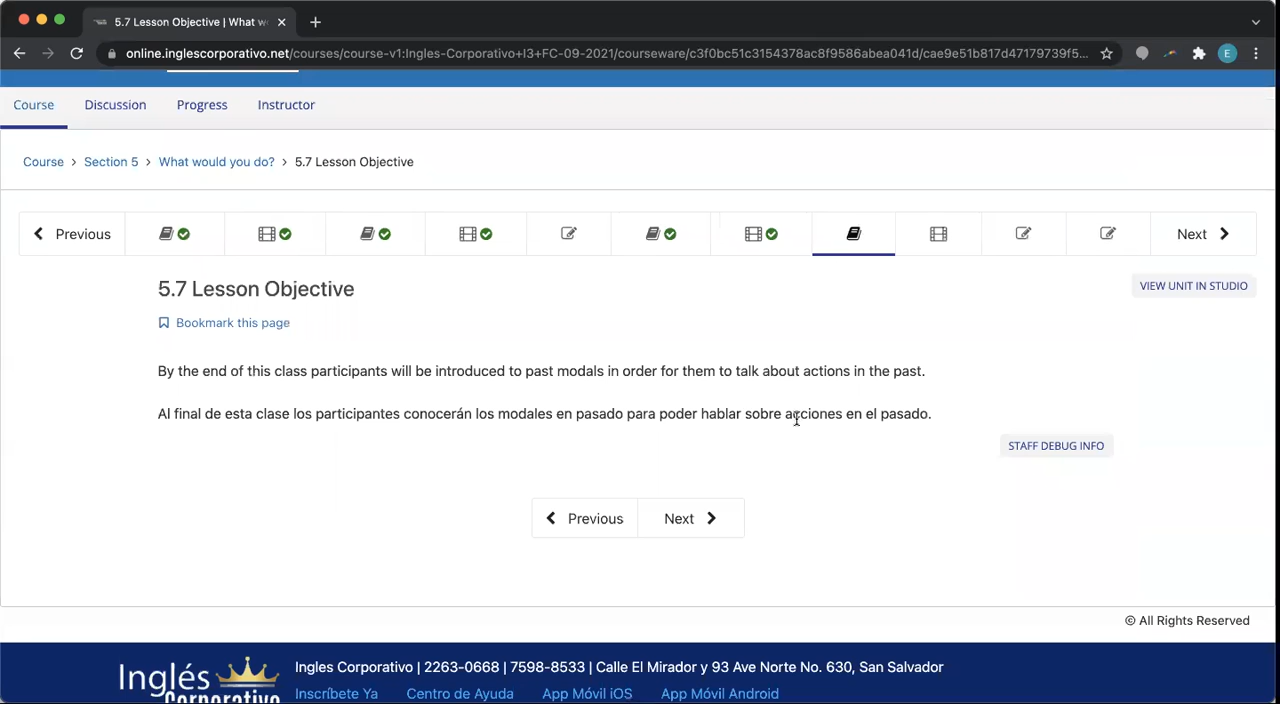 5.7 Lesson Objective | What w
online.inglescorporativo.net/courses/course-v1:Ingles-Corporativo+I3+FC-09-2021/courseware/c3f0bc51c3154378ac8f9586abea041d/cae9e51b817d47179739f5...
E
Course Discussion Progress Instructor
Course > Section 5 > What would you do? > 5.7 Lesson Objective
Previous Next
5.7 Lesson Objective
VIEW UNIT IN STUDIO
Bookmark this page
By the end of this class participants will be introduced to past modals in order for them to talk about actions in the past.
Al final de esta clase los participantes conocerán los modales en pasado para poder hablar sobre acciones en el pasado.
STAFF DEBUG INFO
Previous Next
© All Rights Reserved
Inglés
Corporativo
Ingles Corporativo | 2263-0668 | 7598-8533 | Calle El Mirador y 93 Ave Norte No. 630, San Salvador
Inscríbete Ya Centro de Ayuda App Móvil iOS App Móvil Android